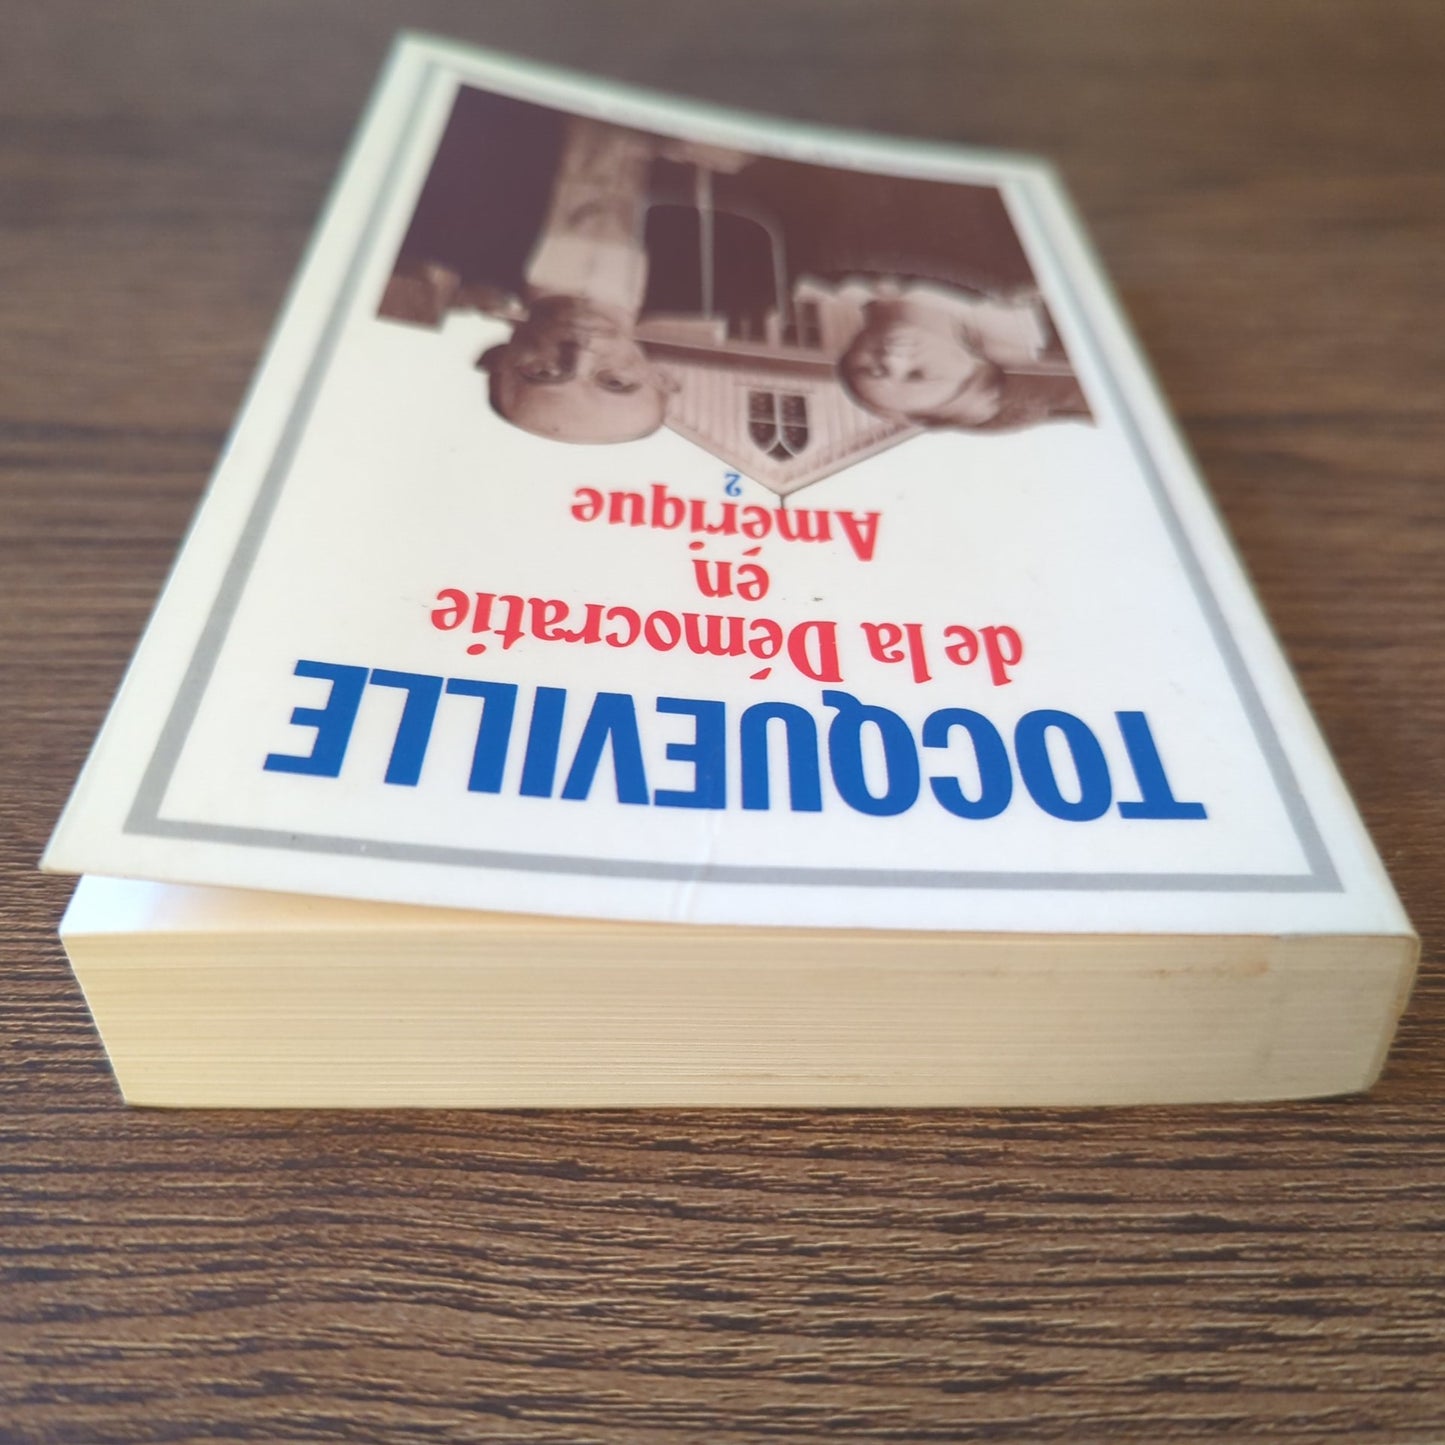 TOCQUEVILLE
de la Démocratie
en
Amérique
2